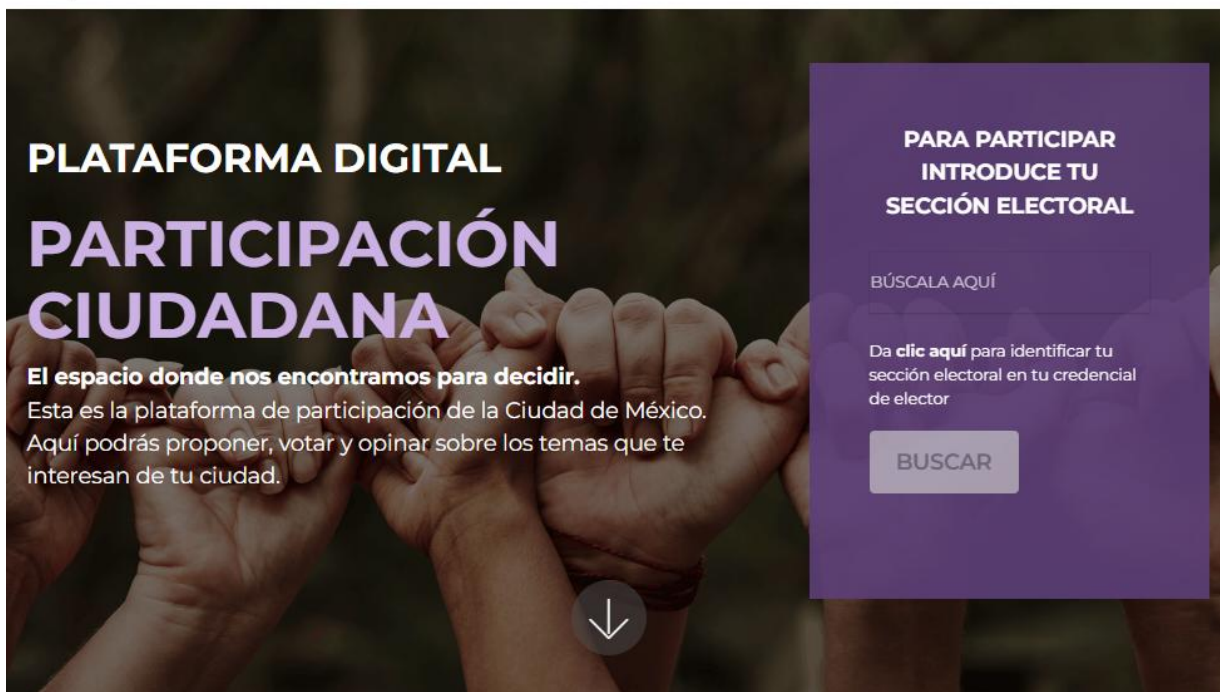 PLATAFORMA DIGITAL
PARTICIPACIÓN
CIUDADANA
El espacio donde nos encontramos para decidir.
Esta es la plataforma de participación de la Ciudad de México.
Aquí podrás proponer, votar y opinar sobre los temas que te
interesan de tu ciudad.
PARA PARTICIPAR
INTRODUCE TU
SECCIÓN ELECTORAL
BÚSCALA AQUÍ
Da clic aquí para identificar tu
sección electoral en tu credencial
de elector
BUSCAR